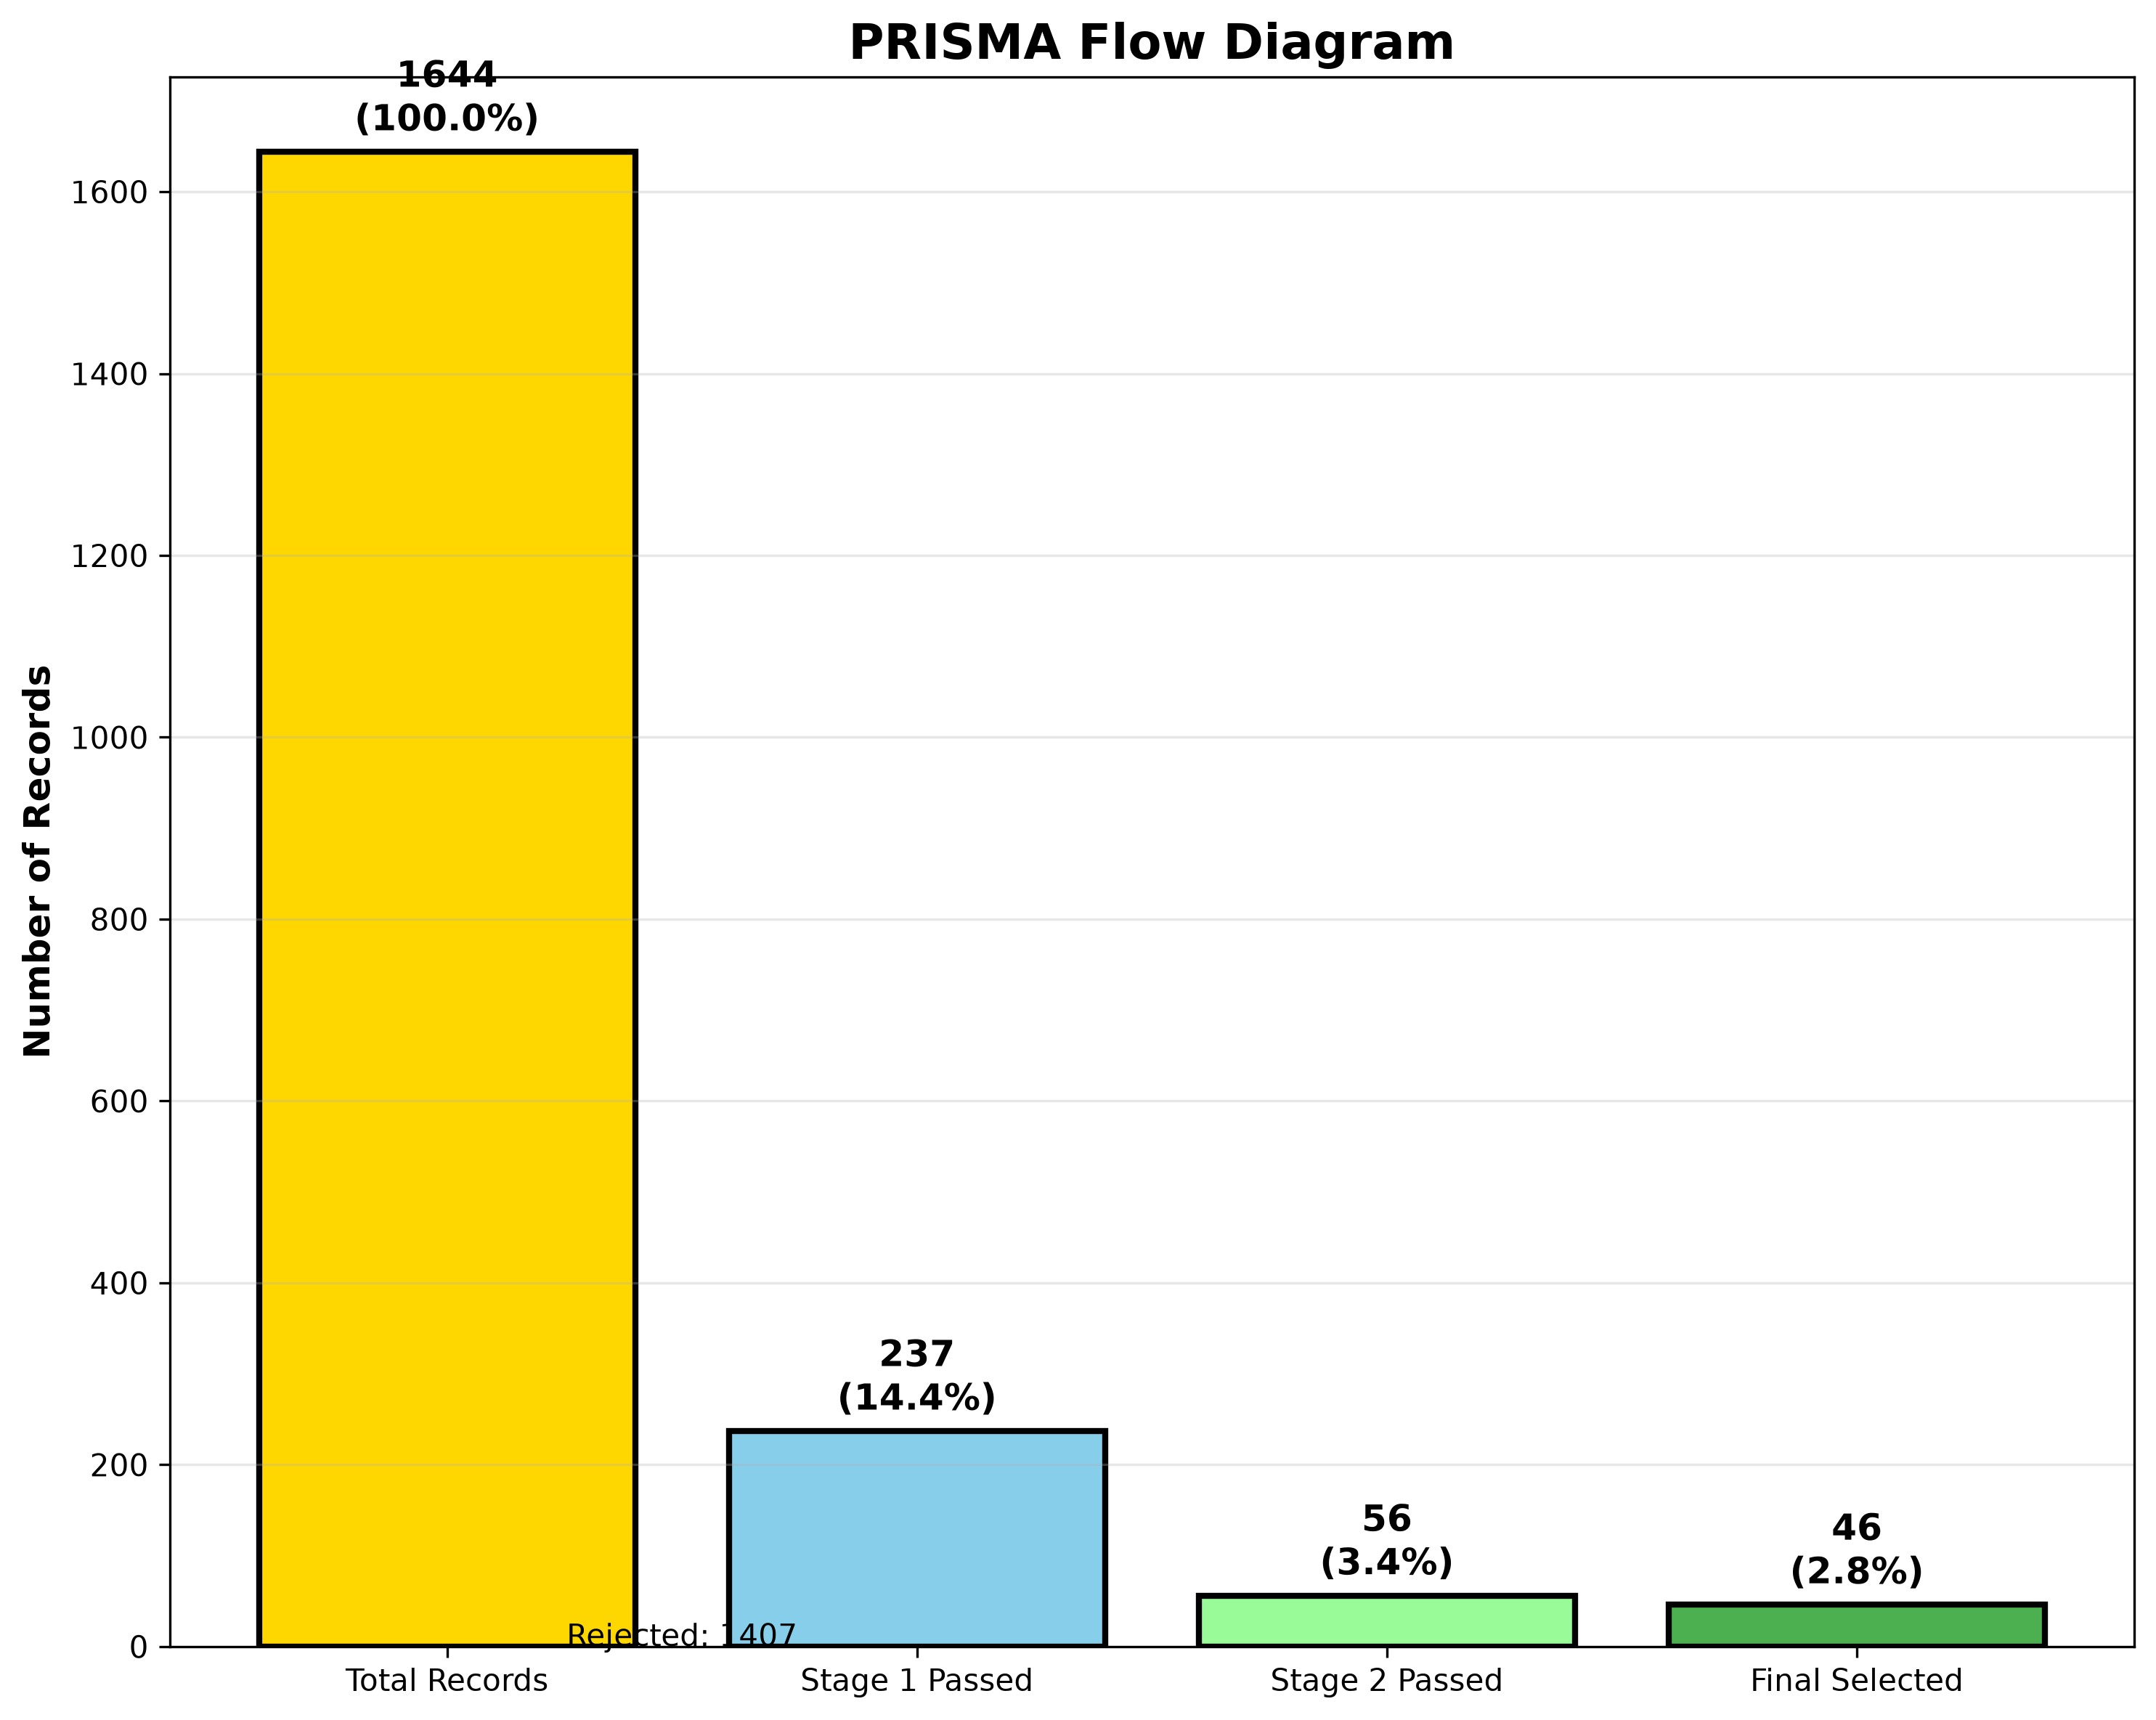 PRISMA Flow Diagram
1644
(100.0%)
Number of Records
1600
1400
1200
1000
800
600
400
200
0
237
(14.4%)
56
(3.4%)
46
(2.8%)
Rejected: 1407
Total Records
Stage 1 Passed
Stage 2 Passed
Final Selected